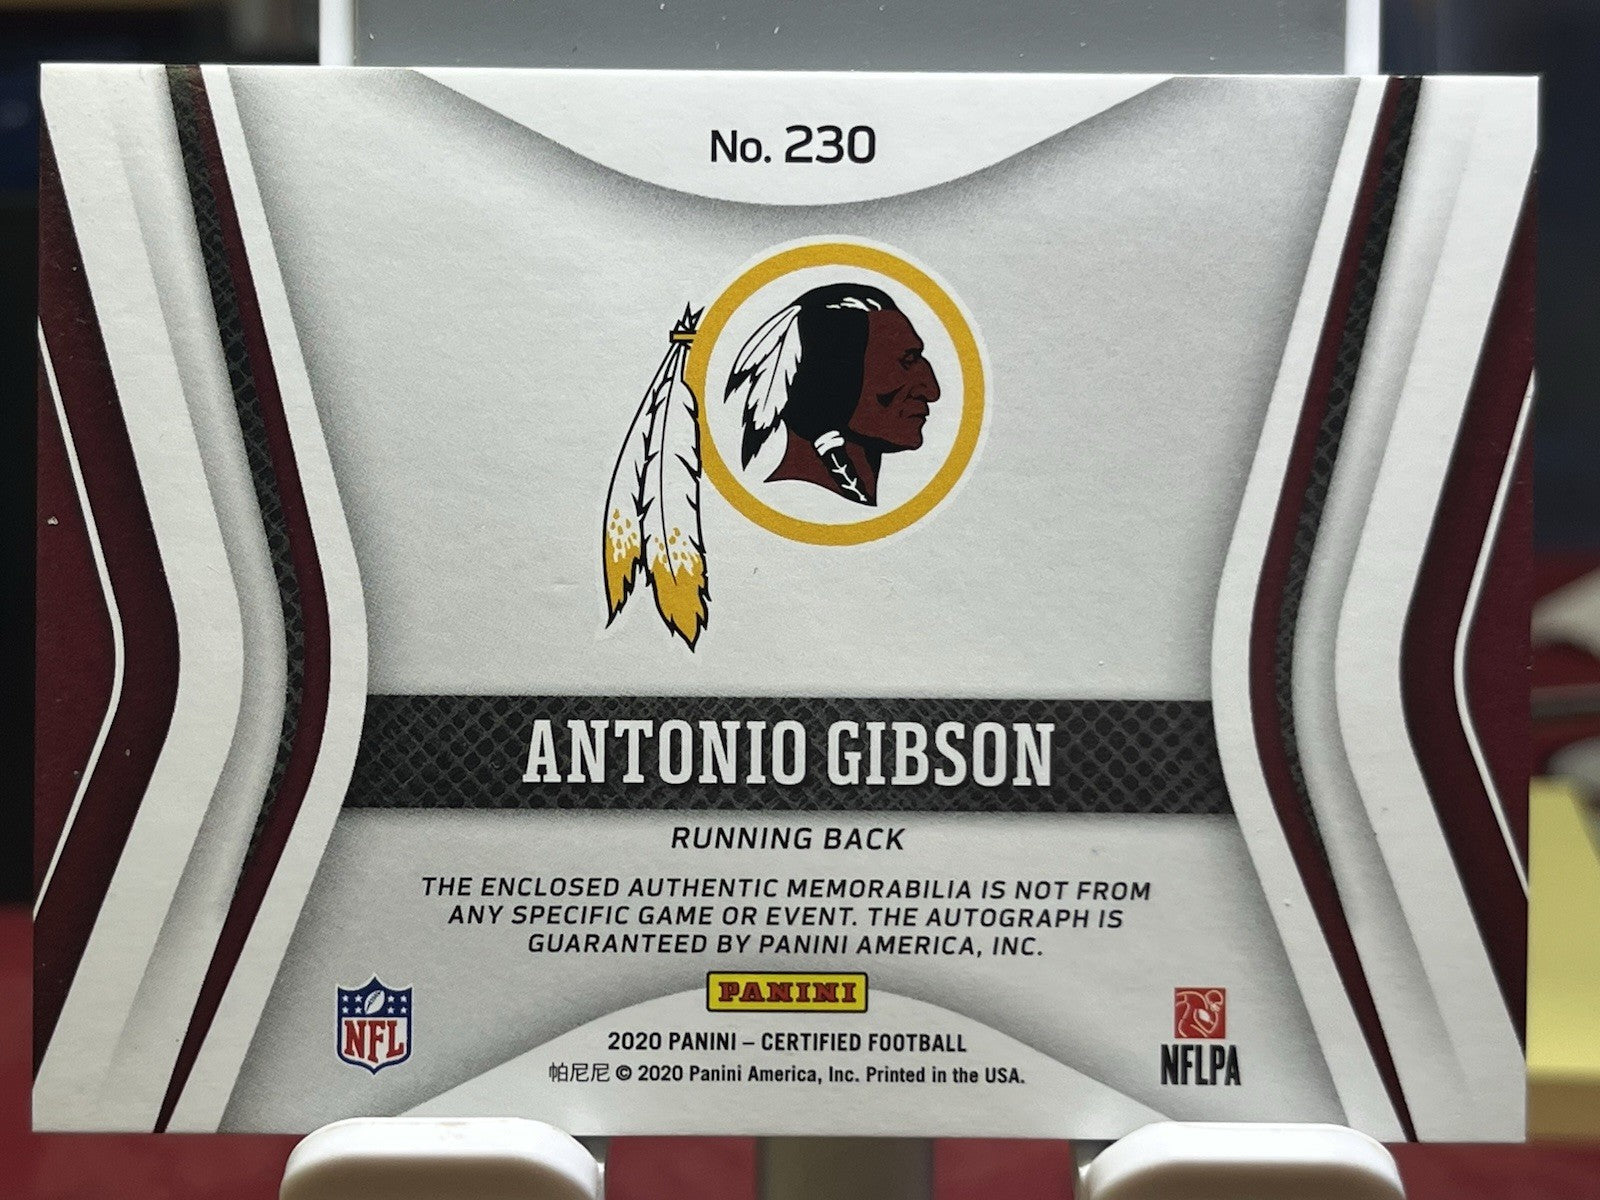 No. 230
ANTONIO GIBSON
RUNNING BACK
THE ENCLOSED AUTHENTIC MEMORABILIA IS NOT FROM
ANY SPECIFIC GAME OR EVENT. THE AUTOGRAPH IS
GUARANTEED BY PANINI AMERICA, INC.
PANINI
NFL
2020 PANINI – CERTIFIED FOOTBALL
帕尼尼 © 2020 Panini America, Inc. Printed in the USA.
NFLPA